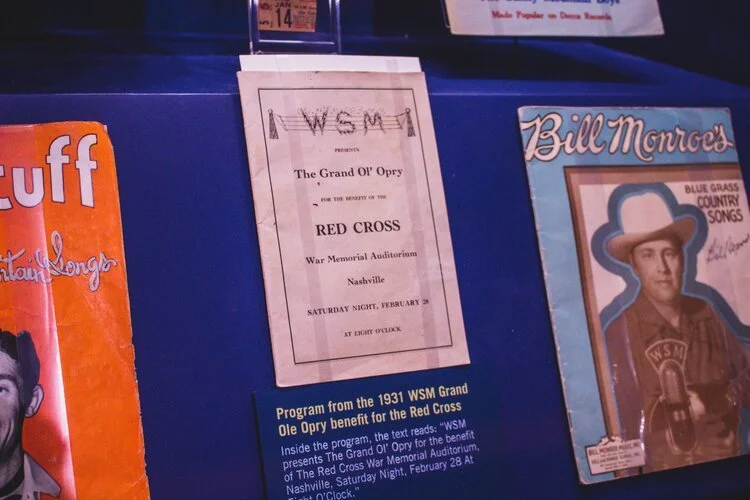 JAN
14
Made Popular on Decca Records
uff
ntain Songs
WSM
PRESENTS
The Grand Ol' Opry
FOR THE BENEFIT OF THE
RED CROSS
War Memorial Auditorium
Nashville
SATURDAY NIGHT, FEBRUARY 28
AT EIGHT O'CLOCK
Program from the 1931 WSM Grand
Ole Opry benefit for the Red Cross
Inside the program, the text reads: "WSM
presents The Grand Ol' Opry for the benefit
of The Red Cross War Memorial Auditorium,
Nashville, Saturday Night, February 28 At
Eight O'Clock."
Bill Monroe's
BLUE GRASS
COUNTRY
SONGS
Bill Monroe
WSM